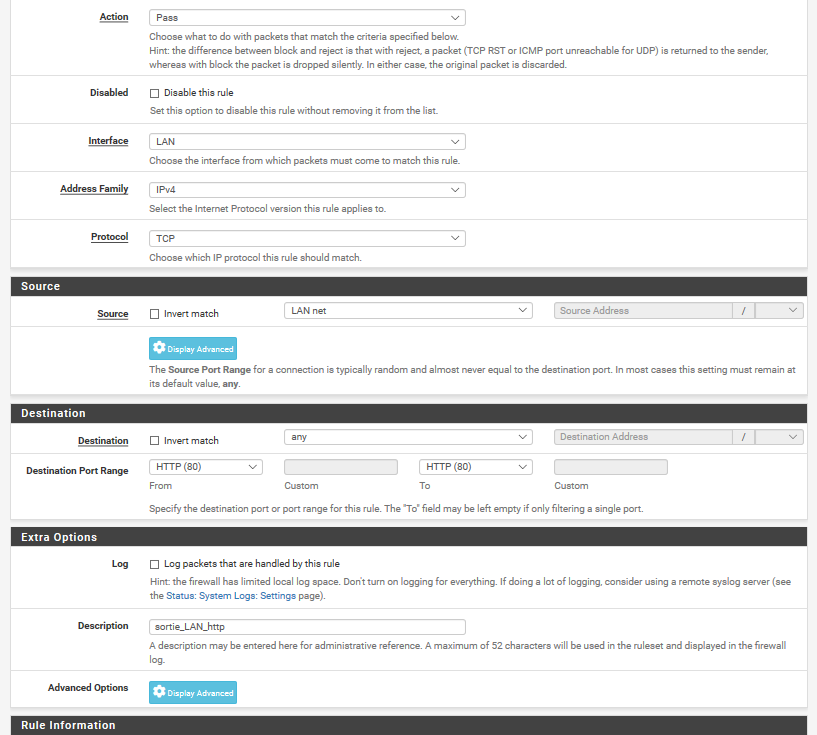 Action Pass
Choose what to do with packets that match the criteria specified below.
Hint: the difference between block and reject is that with reject, a packet (TCP RST or ICMP port unreachable for UDP) is returned to the sender,
whereas with block the packet is dropped silently. In either case, the original packet is discarded.
Disabled Disable this rule
Set this option to disable this rule without removing it from the list.
Interface LAN
Choose the interface from which packets must come to match this rule.
Address Family IPv4
Select the Internet Protocol version this rule applies to.
Protocol TCP
Choose which IP protocol this rule should match.
Source
Source Invert match LAN net Source Address /
Display Advanced
The Source Port Range for a connection is typically random and almost never equal to the destination port. In most cases this setting must remain at
its default value, any.
Destination
Destination Invert match any Destination Address /
Destination Port Range HTTP (80) HTTP (80)
From Custom To Custom
Specify the destination port or port range for this rule. The "To" field may be left empty if only filtering a single port.
Extra Options
Log Log packets that are handled by this rule
Hint: the firewall has limited local log space. Don't turn on logging for everything. If doing a lot of logging, consider using a remote syslog server (see
the Status: System Logs: Settings page).
Description sortie_LAN_http
A description may be entered here for administrative reference. A maximum of 52 characters will be used in the ruleset and displayed in the firewall
log.
Advanced Options Display Advanced
Rule Information